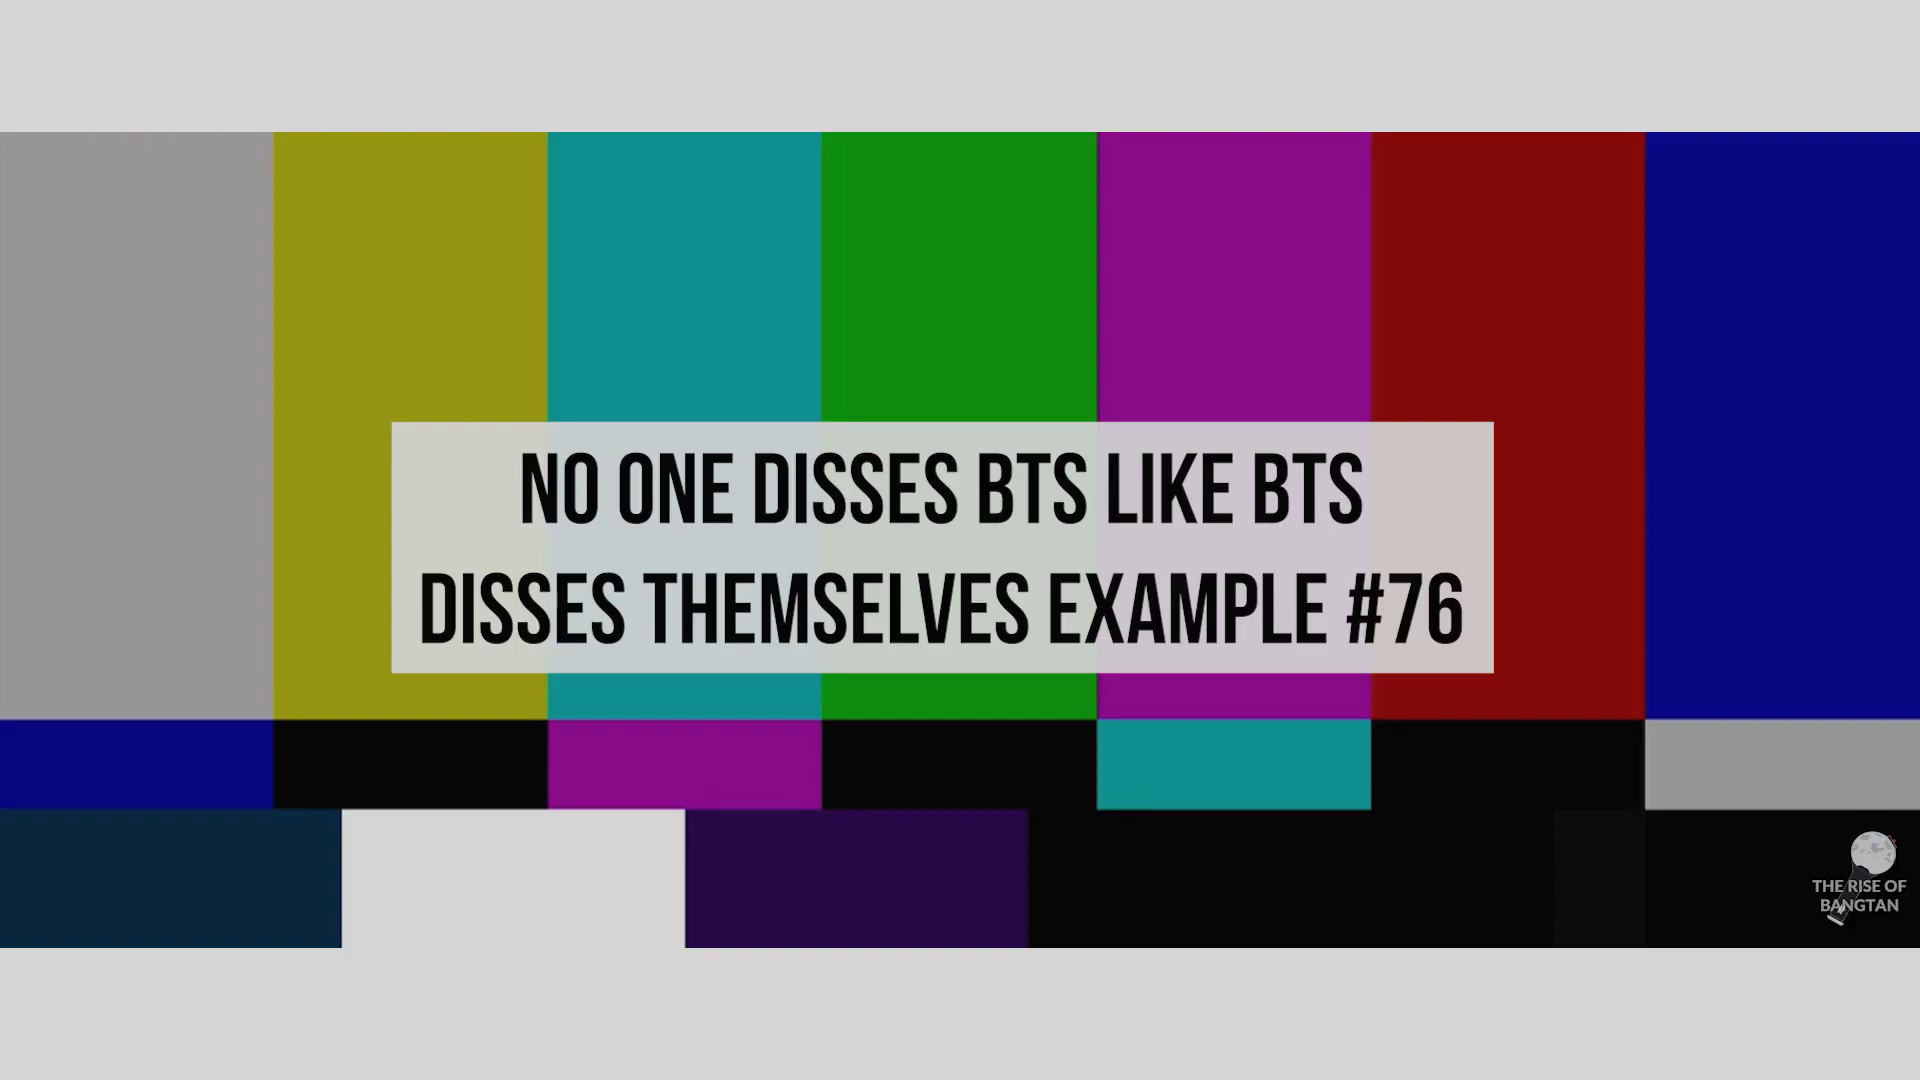 NO ONE DISSES BTS LIKE BTS
DISSES THEMSELVES EXAMPLE #76
THE RISE OF
BANGTAN